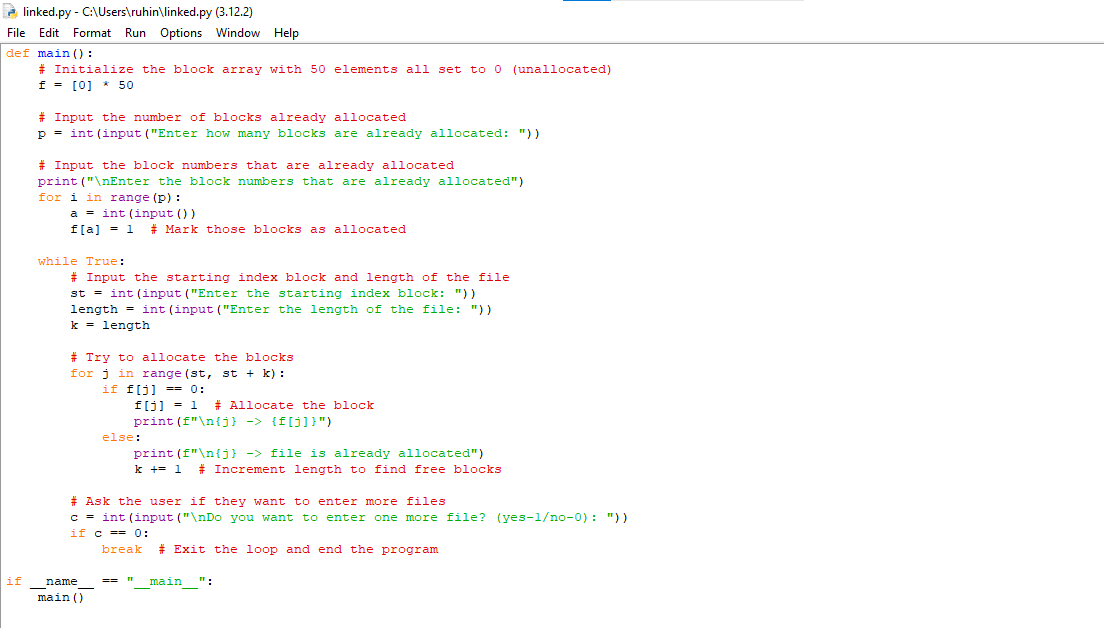 linked.py - C:\Users\ruhin\linked.py (3.12.2)
File Edit Format Run Options Window Help
def main():
    # Initialize the block array with 50 elements all set to 0 (unallocated)
    f = [0] * 50

    # Input the number of blocks already allocated
    p = int(input("Enter how many blocks are already allocated: "))

    # Input the block numbers that are already allocated
    print("\nEnter the block numbers that are already allocated")
    for i in range(p):
        a = int(input())
        f[a] = 1  # Mark those blocks as allocated

    while True:
        # Input the starting index block and length of the file
        st = int(input("Enter the starting index block: "))
        length = int(input("Enter the length of the file: "))
        k = length

        # Try to allocate the blocks
        for j in range(st, st + k):
            if f[j] == 0:
                f[j] = 1  # Allocate the block
                print(f"\n{j} -> {f[j]}")
            else:
                print(f"\n{j} -> file is already allocated")
                k += 1  # Increment length to find free blocks

        # Ask the user if they want to enter more files
        c = int(input("\nDo you want to enter one more file? (yes-1/no-0): "))
        if c == 0:
            break  # Exit the loop and end the program

if __name__ == "__main__":
    main()